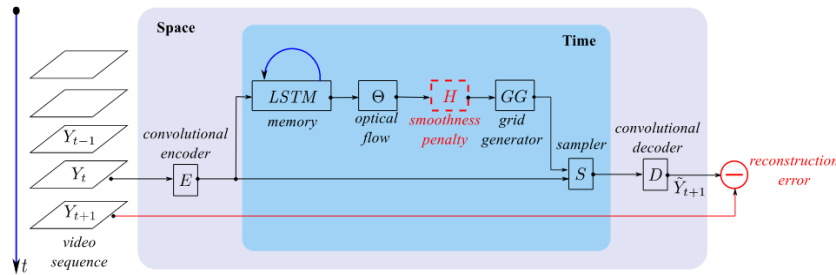 Space
Time
LSTM
memory
Θ
optical
flow
H
smoothness
penalty
GG
grid
generator
convolutional
encoder
E
sampler
S
convolutional
decoder
D
Ỹ_{t+1}
reconstruction
error
Y_{t−1}
Y_t
Y_{t+1}
video
sequence
t